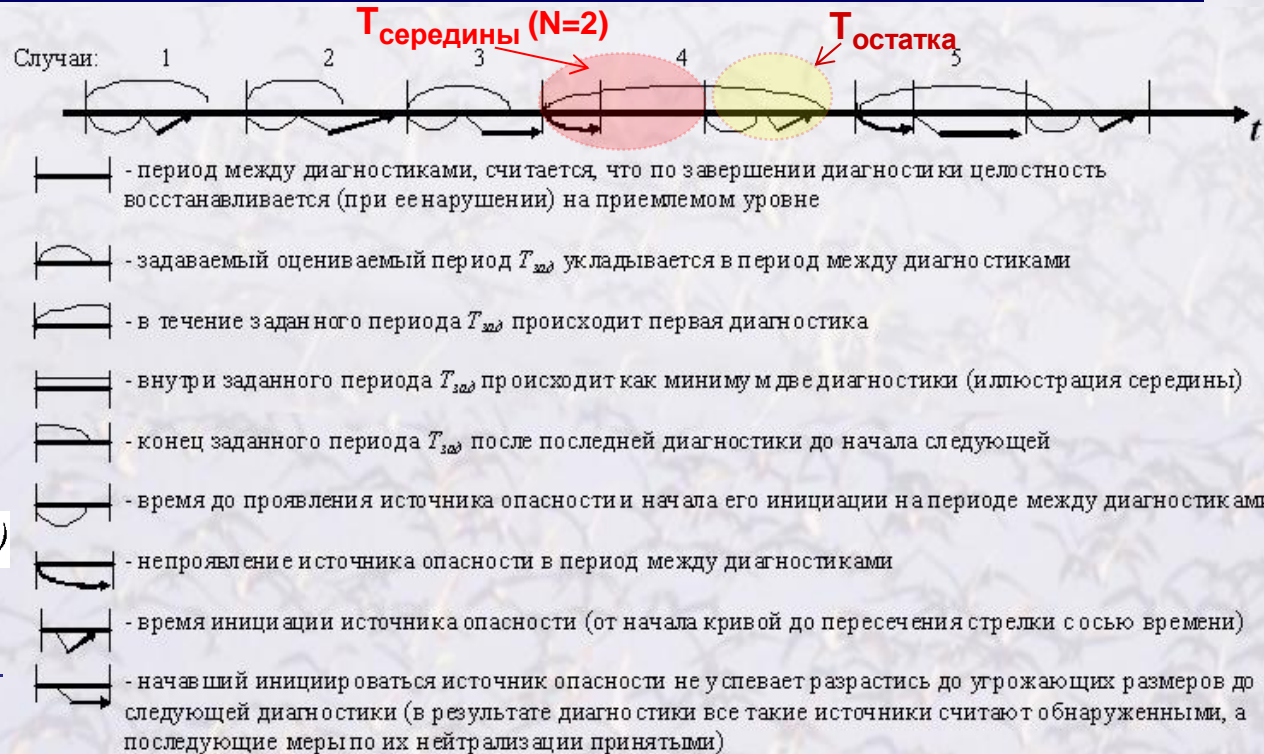 Tсередины (N=2)
Tостатка
Случаи: 1 2 3 4 5
t
- период между диагностиками, считается, что по завершении диагностики целостность
восстанавливается (при ее нарушении) на приемлемом уровне
- задаваемый оцениваемый период Tзад укладывается в период между диагностиками
- в течение заданного периода Tзад происходит первая диагностика
- внутри заданного периода Tзад происходит как минимум две диагностики (иллюстрация середины)
- конец заданного периода Tзад после последней диагностики до начала следующей
- время до проявления источника опасности и начала его инициации на периоде между диагностиками
)
- непроявление источника опасности в период между диагностиками
- время инициации источника опасности (от начала кривой до пересечения стрелки с осью времени)
- начавший инициироваться источник опасности не успевает разрастись до угрожающих размеров до
следующей диагностики (в результате диагностики все такие источники считают обнаруженными, а
последующие меры по их нейтрализации принятыми)